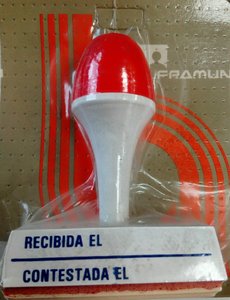 FRAMUN
RECIBIDA EL
CONTESTADA EL